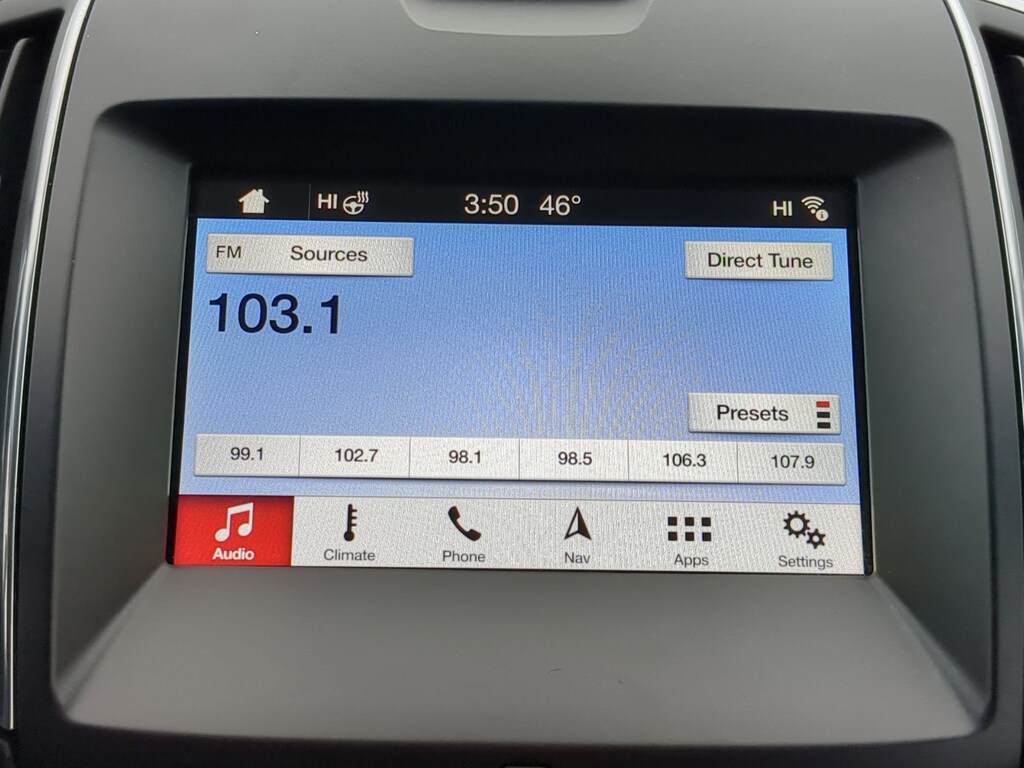 HI 3:50 46° HI
FM Sources Direct Tune
103.1
Presets
99.1 102.7 98.1 98.5 106.3 107.9
Audio Climate Phone Nav Apps Settings